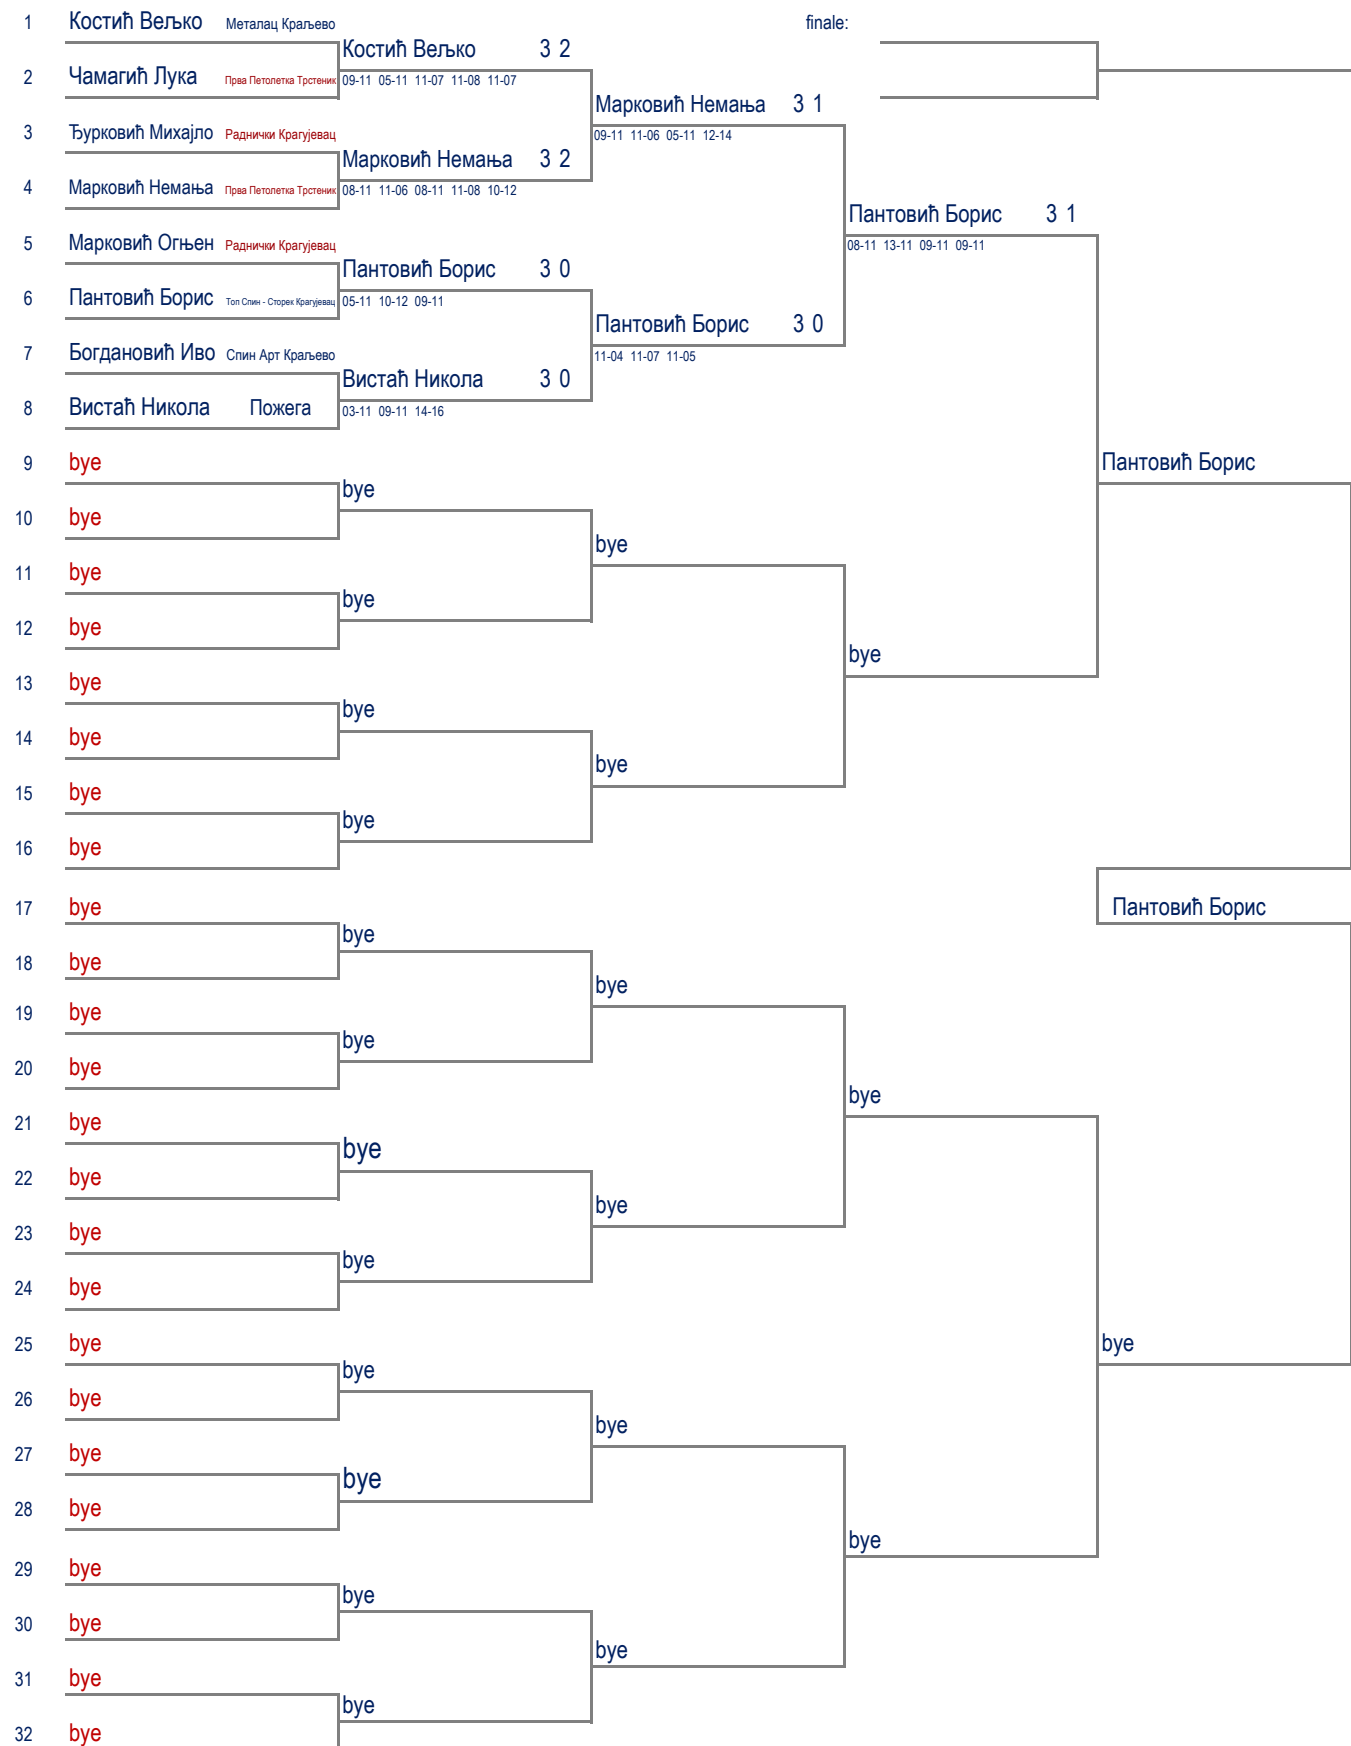 finale:
1 Костић Вељко Металац Краљево
Костић Вељко 3 2
2 Чамагић Лука Прва Петолетка Трстеник 09-11 05-11 11-07 11-08 11-07
Марковић Немања 3 1
3 Ђурковић Михајло Раднички Крагујевац 09-11 11-06 05-11 12-14
Марковић Немања 3 2
4 Марковић Немања Прва Петолетка Трстеник 08-11 11-06 08-11 11-08 10-12
Пантовић Борис 3 1
5 Марковић Огњен Раднички Крагујевац 08-11 13-11 09-11 09-11
Пантовић Борис 3 0
6 Пантовић Борис Топ Спин - Сторек Крагујевац 05-11 10-12 09-11
Пантовић Борис 3 0
7 Богдановић Иво Спин Арт Краљево 11-04 11-07 11-05
Вистаћ Никола 3 0
8 Вистаћ Никола Пожега 03-11 09-11 14-16
9 bye Пантовић Борис
bye
10 bye
bye
11 bye
bye
12 bye
bye
13 bye
bye
14 bye
bye
15 bye
bye
16 bye
17 bye Пантовић Борис
bye
18 bye
bye
19 bye
bye
20 bye
bye
21 bye
bye
22 bye
bye
23 bye
bye
24 bye
25 bye bye
bye
26 bye
bye
27 bye
bye
28 bye
bye
29 bye
bye
30 bye
bye
31 bye
bye
32 bye